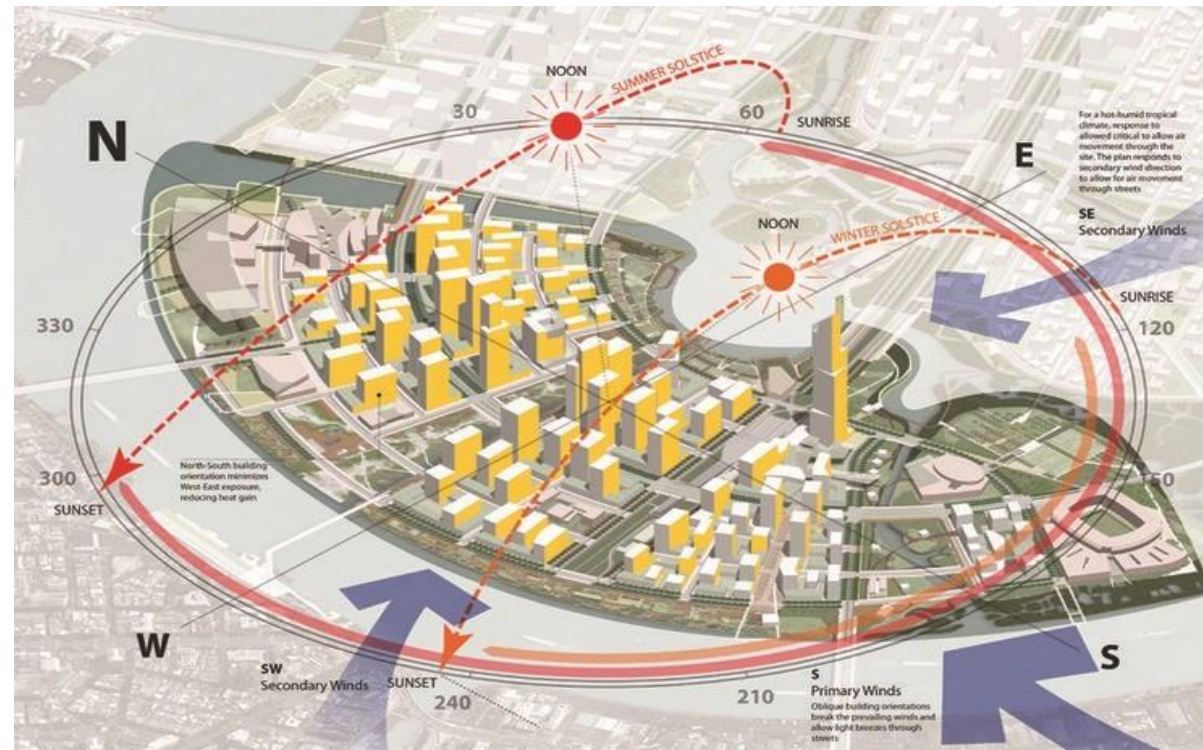 NOON
SUMMER SOLSTICE
30
60
SUNRISE
N
E
For a hot-humid tropical
climate, response to
allowed critical to allow air
movement through the
site. The plan responds to
secondary wind direction
to allow for air movement
through streets
NOON
WINTER SOLSTICE
SE
Secondary Winds
SUNRISE
120
330
North-South building
orientation minimizes
West-East exposure,
reducing heat gain
300
SUNSET
50
W
SW
Secondary Winds
SUNSET
240
210
S
S
Primary Winds
Oblique building orientations
break the prevailing winds and
allow light breezes through
streets